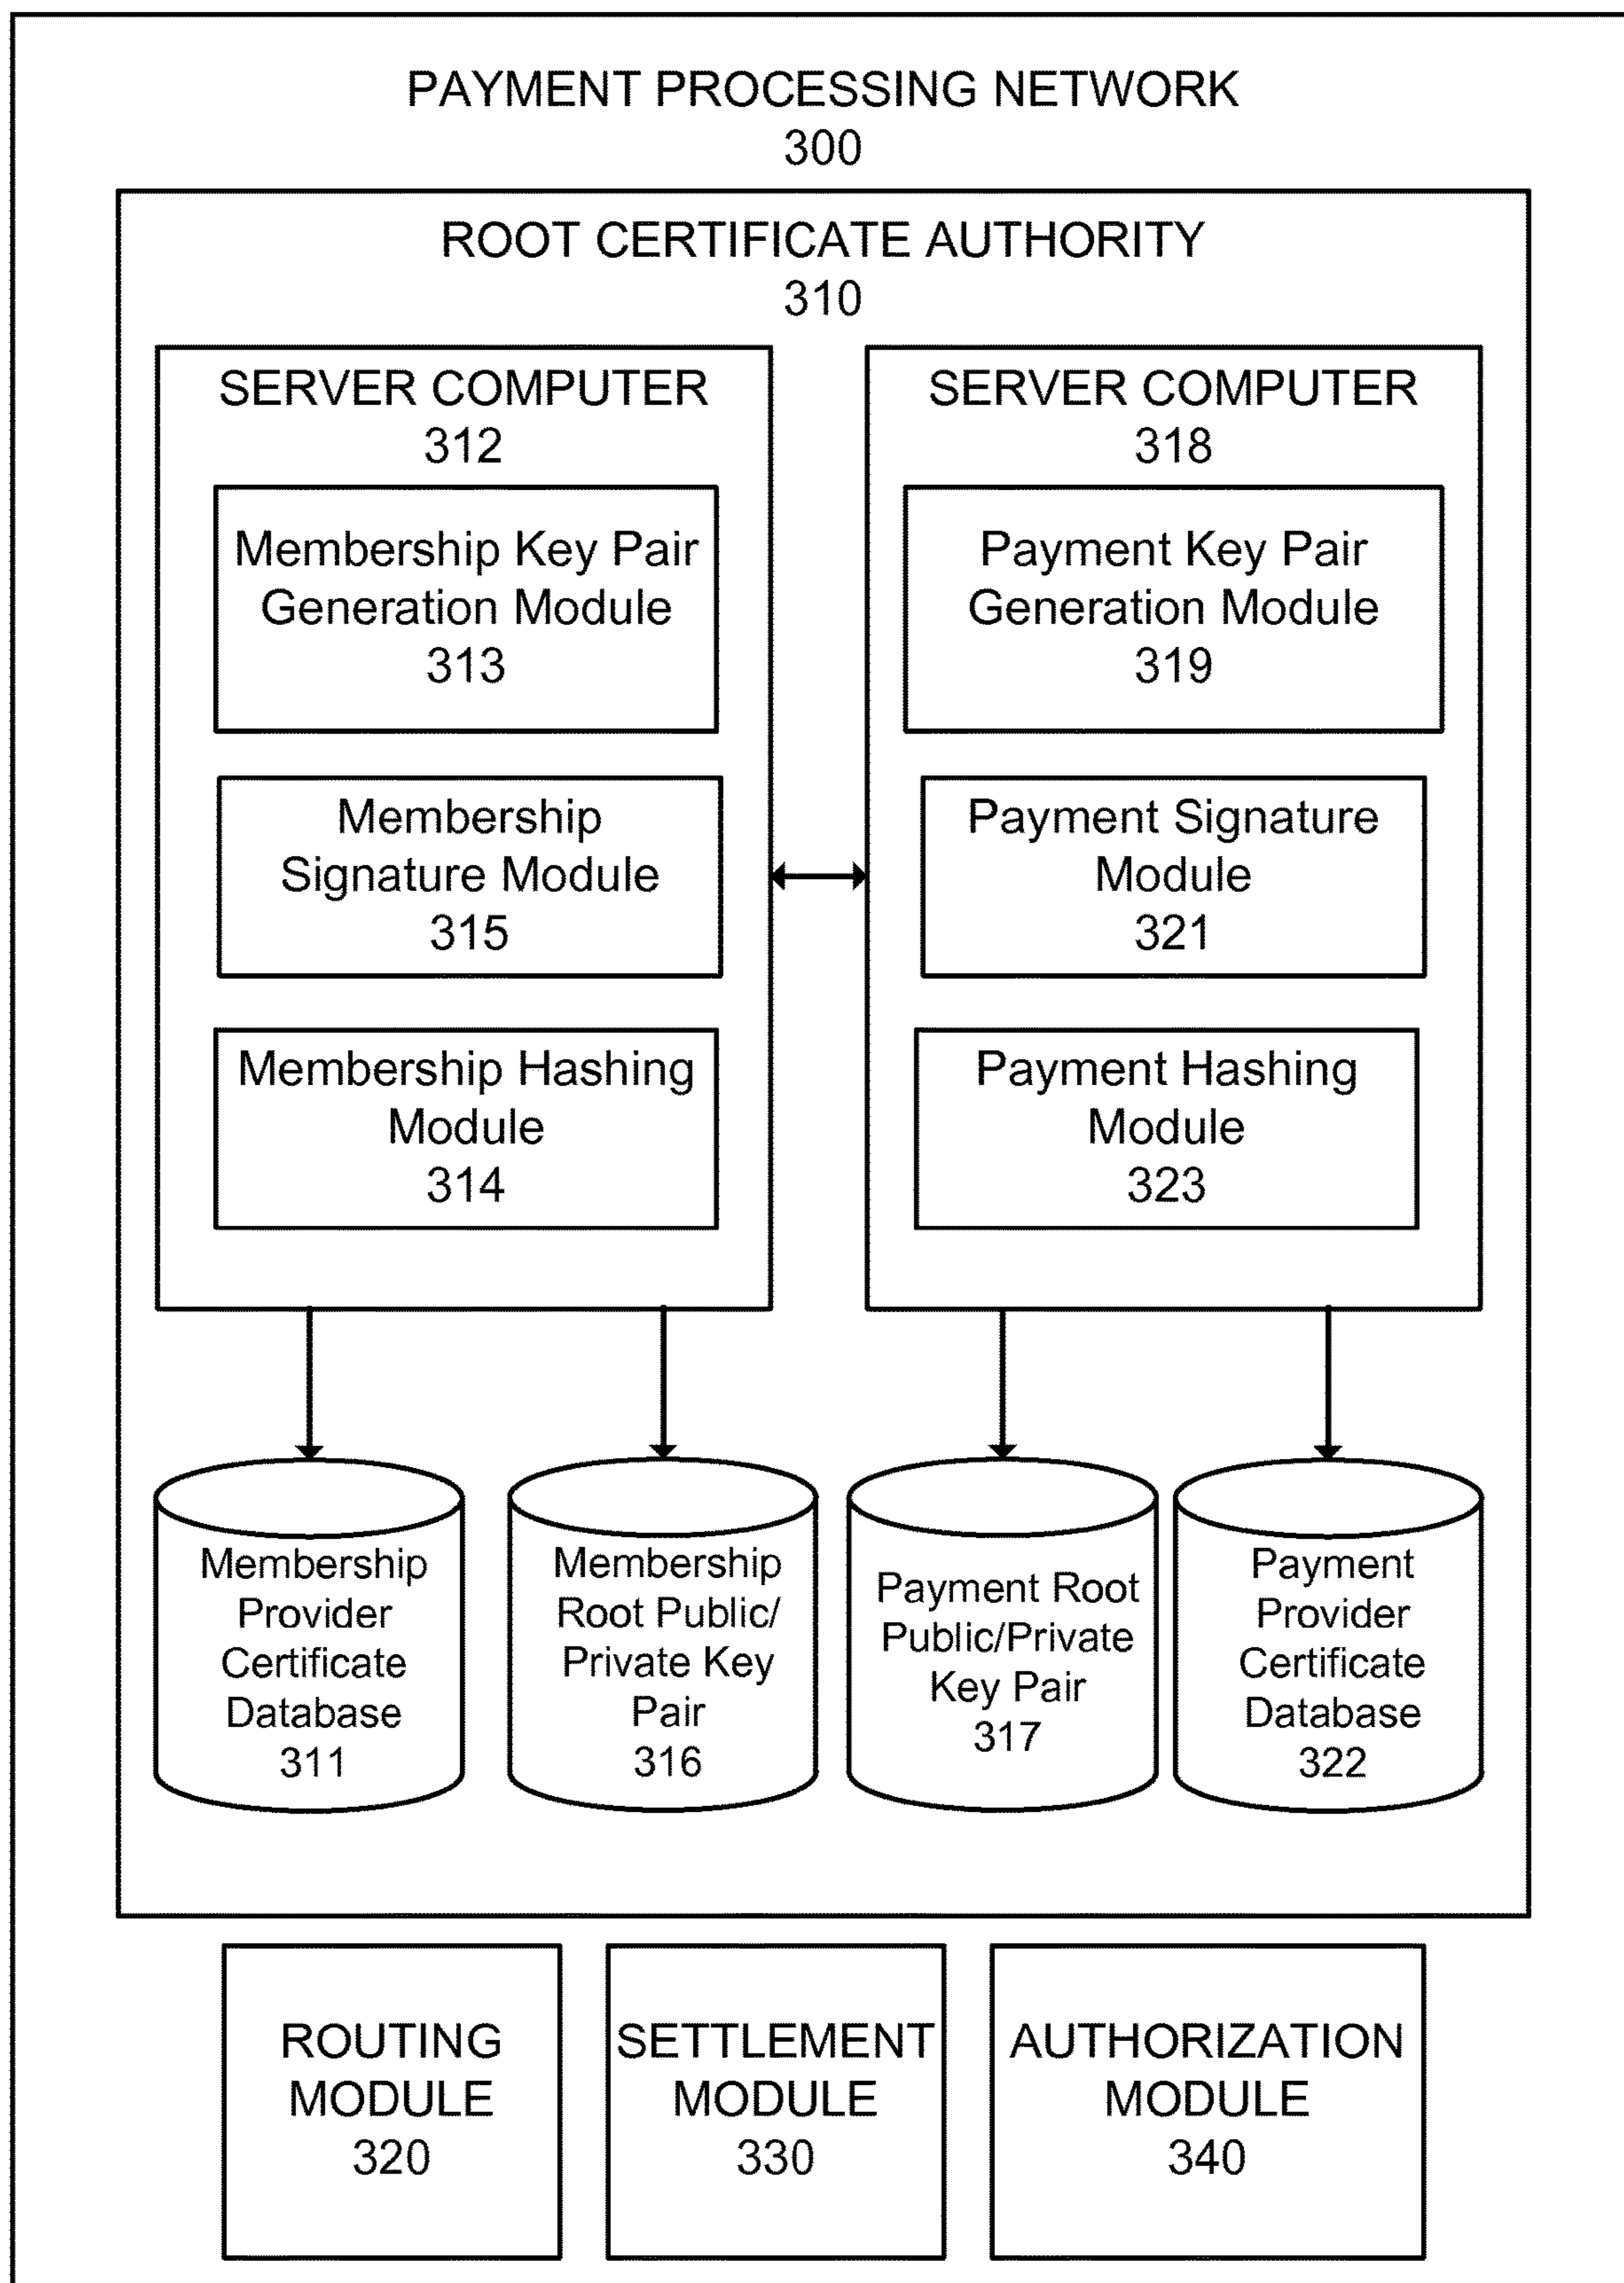 PAYMENT PROCESSING NETWORK
300
ROOT CERTIFICATE AUTHORITY
310
SERVER COMPUTER
312
Membership Key Pair
Generation Module
313
Membership
Signature Module
315
Membership Hashing
Module
314
SERVER COMPUTER
318
Payment Key Pair
Generation Module
319
Payment Signature
Module
321
Payment Hashing
Module
323
Membership
Provider
Certificate
Database
311
Membership
Root Public/
Private Key
Pair
316
Payment Root
Public/Private
Key Pair
317
Payment
Provider
Certificate
Database
322
ROUTING
MODULE
320
SETTLEMENT
MODULE
330
AUTHORIZATION
MODULE
340